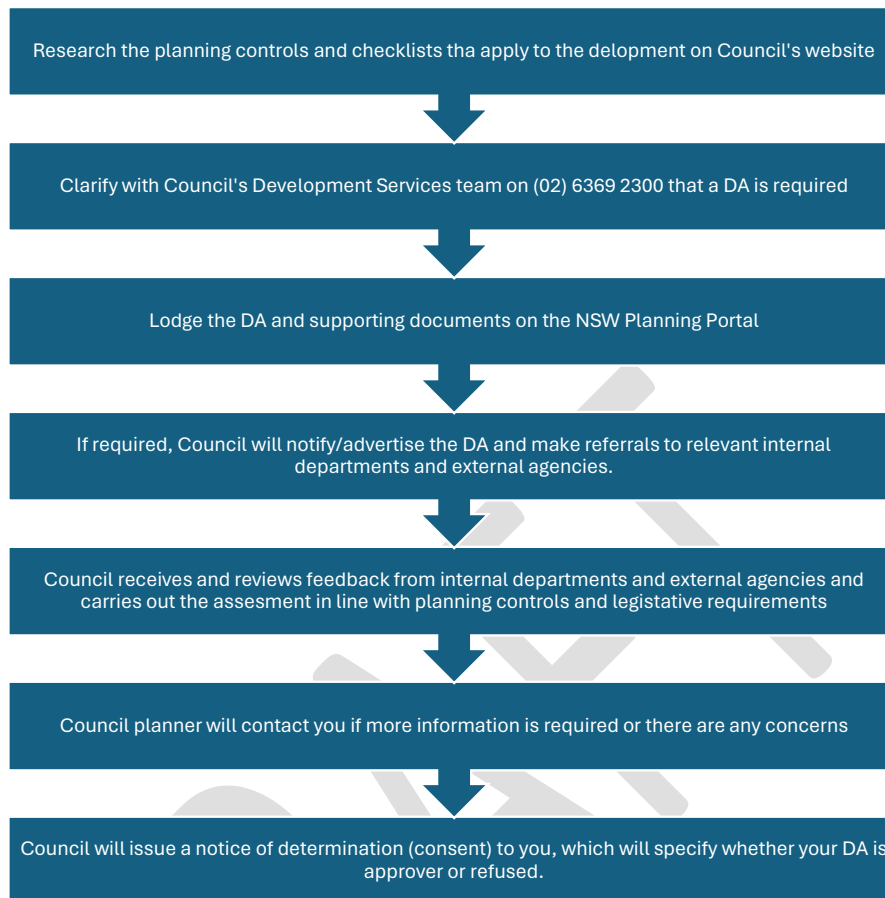 Research the planning controls and checklists tha apply to the delopment on Council's website
Clarify with Council's Development Services team on (02) 6369 2300 that a DA is required
Lodge the DA and supporting documents on the NSW Planning Portal
If required, Council will notify/advertise the DA and make referrals to relevant internal
departments and external agencies.
Council receives and reviews feedback from internal departments and external agencies and
carries out the assesment in line with planning controls and legistative requirements
Council planner will contact you if more information is required or there are any concerns
Council will issue a notice of determination (consent) to you, which will specify whether your DA is
approver or refused.